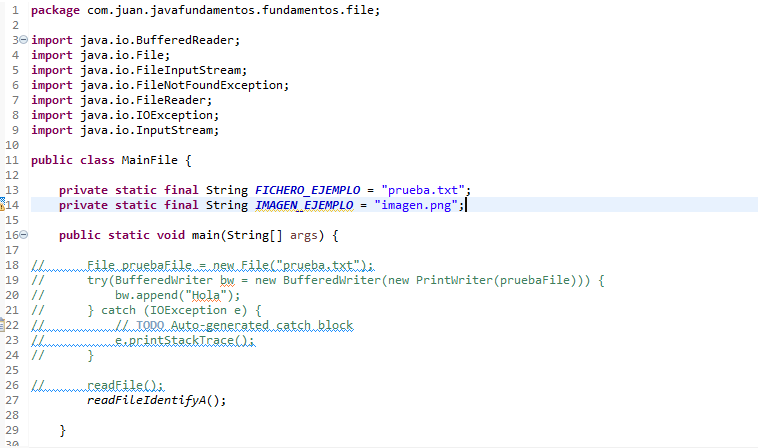 1 package com.juan.javafundamentos.fundamentos.file;
2
3 import java.io.BufferedReader;
4 import java.io.File;
5 import java.io.FileInputStream;
6 import java.io.FileNotFoundException;
7 import java.io.FileReader;
8 import java.io.IOException;
9 import java.io.InputStream;
10
11 public class MainFile {
12
13     private static final String FICHERO_EJEMPLO = "prueba.txt";
14     private static final String IMAGEN_EJEMPLO = "imagen.png";
15
16     public static void main(String[] args) {
17
18 //      File pruebaFile = new File("prueba.txt");
19 //      try(BufferedWriter bw = new BufferedWriter(new PrintWriter(pruebaFile))) {
20 //          bw.append("Hola");
21 //      } catch (IOException e) {
22 //          // TODO Auto-generated catch block
23 //          e.printStackTrace();
24 //      }
25
26 //      readFile();
27         readFileIdentifyA();
28
29     }
30